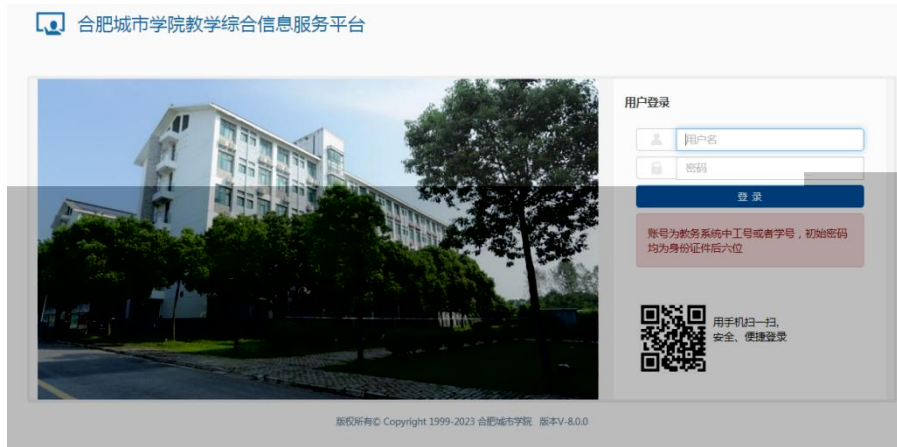 合肥城市学院教学综合信息服务平台
用户登录
用户名
密码
登 录
账号为教务系统中工号或者学号，初始密码
均为身份证件后六位
用手机扫一扫,
安全、便捷登录
版权所有© Copyright 1999-2023 合肥城市学院 版本V-8.0.0